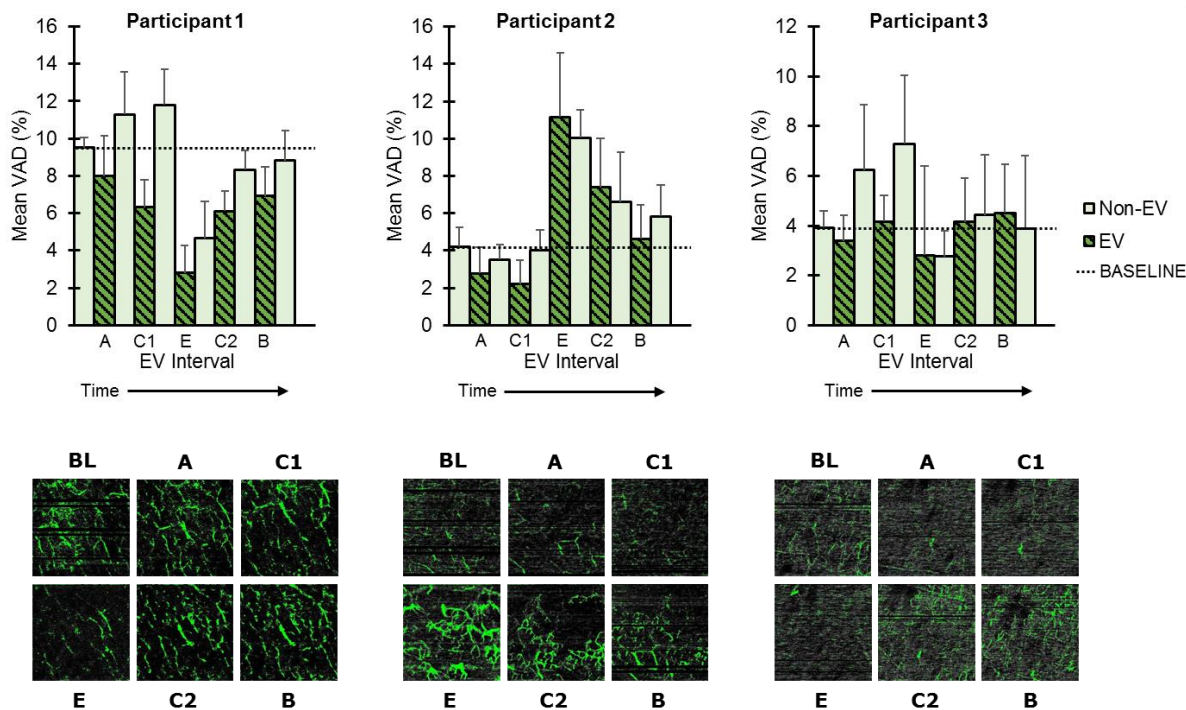 Participant 1
16
14
12
10
8
6
4
2
0
Mean VAD (%)
A C1 E C2 B
EV Interval
Time
Participant 2
16
14
12
10
8
6
4
2
0
Mean VAD (%)
A C1 E C2 B
EV Interval
Time
Participant 3
12
10
8
6
4
2
0
Mean VAD (%)
A C1 E C2 B
EV Interval
Time
Non-EV
EV
BASELINE
BL A C1
E C2 B
BL A C1
E C2 B
BL A C1
E C2 B